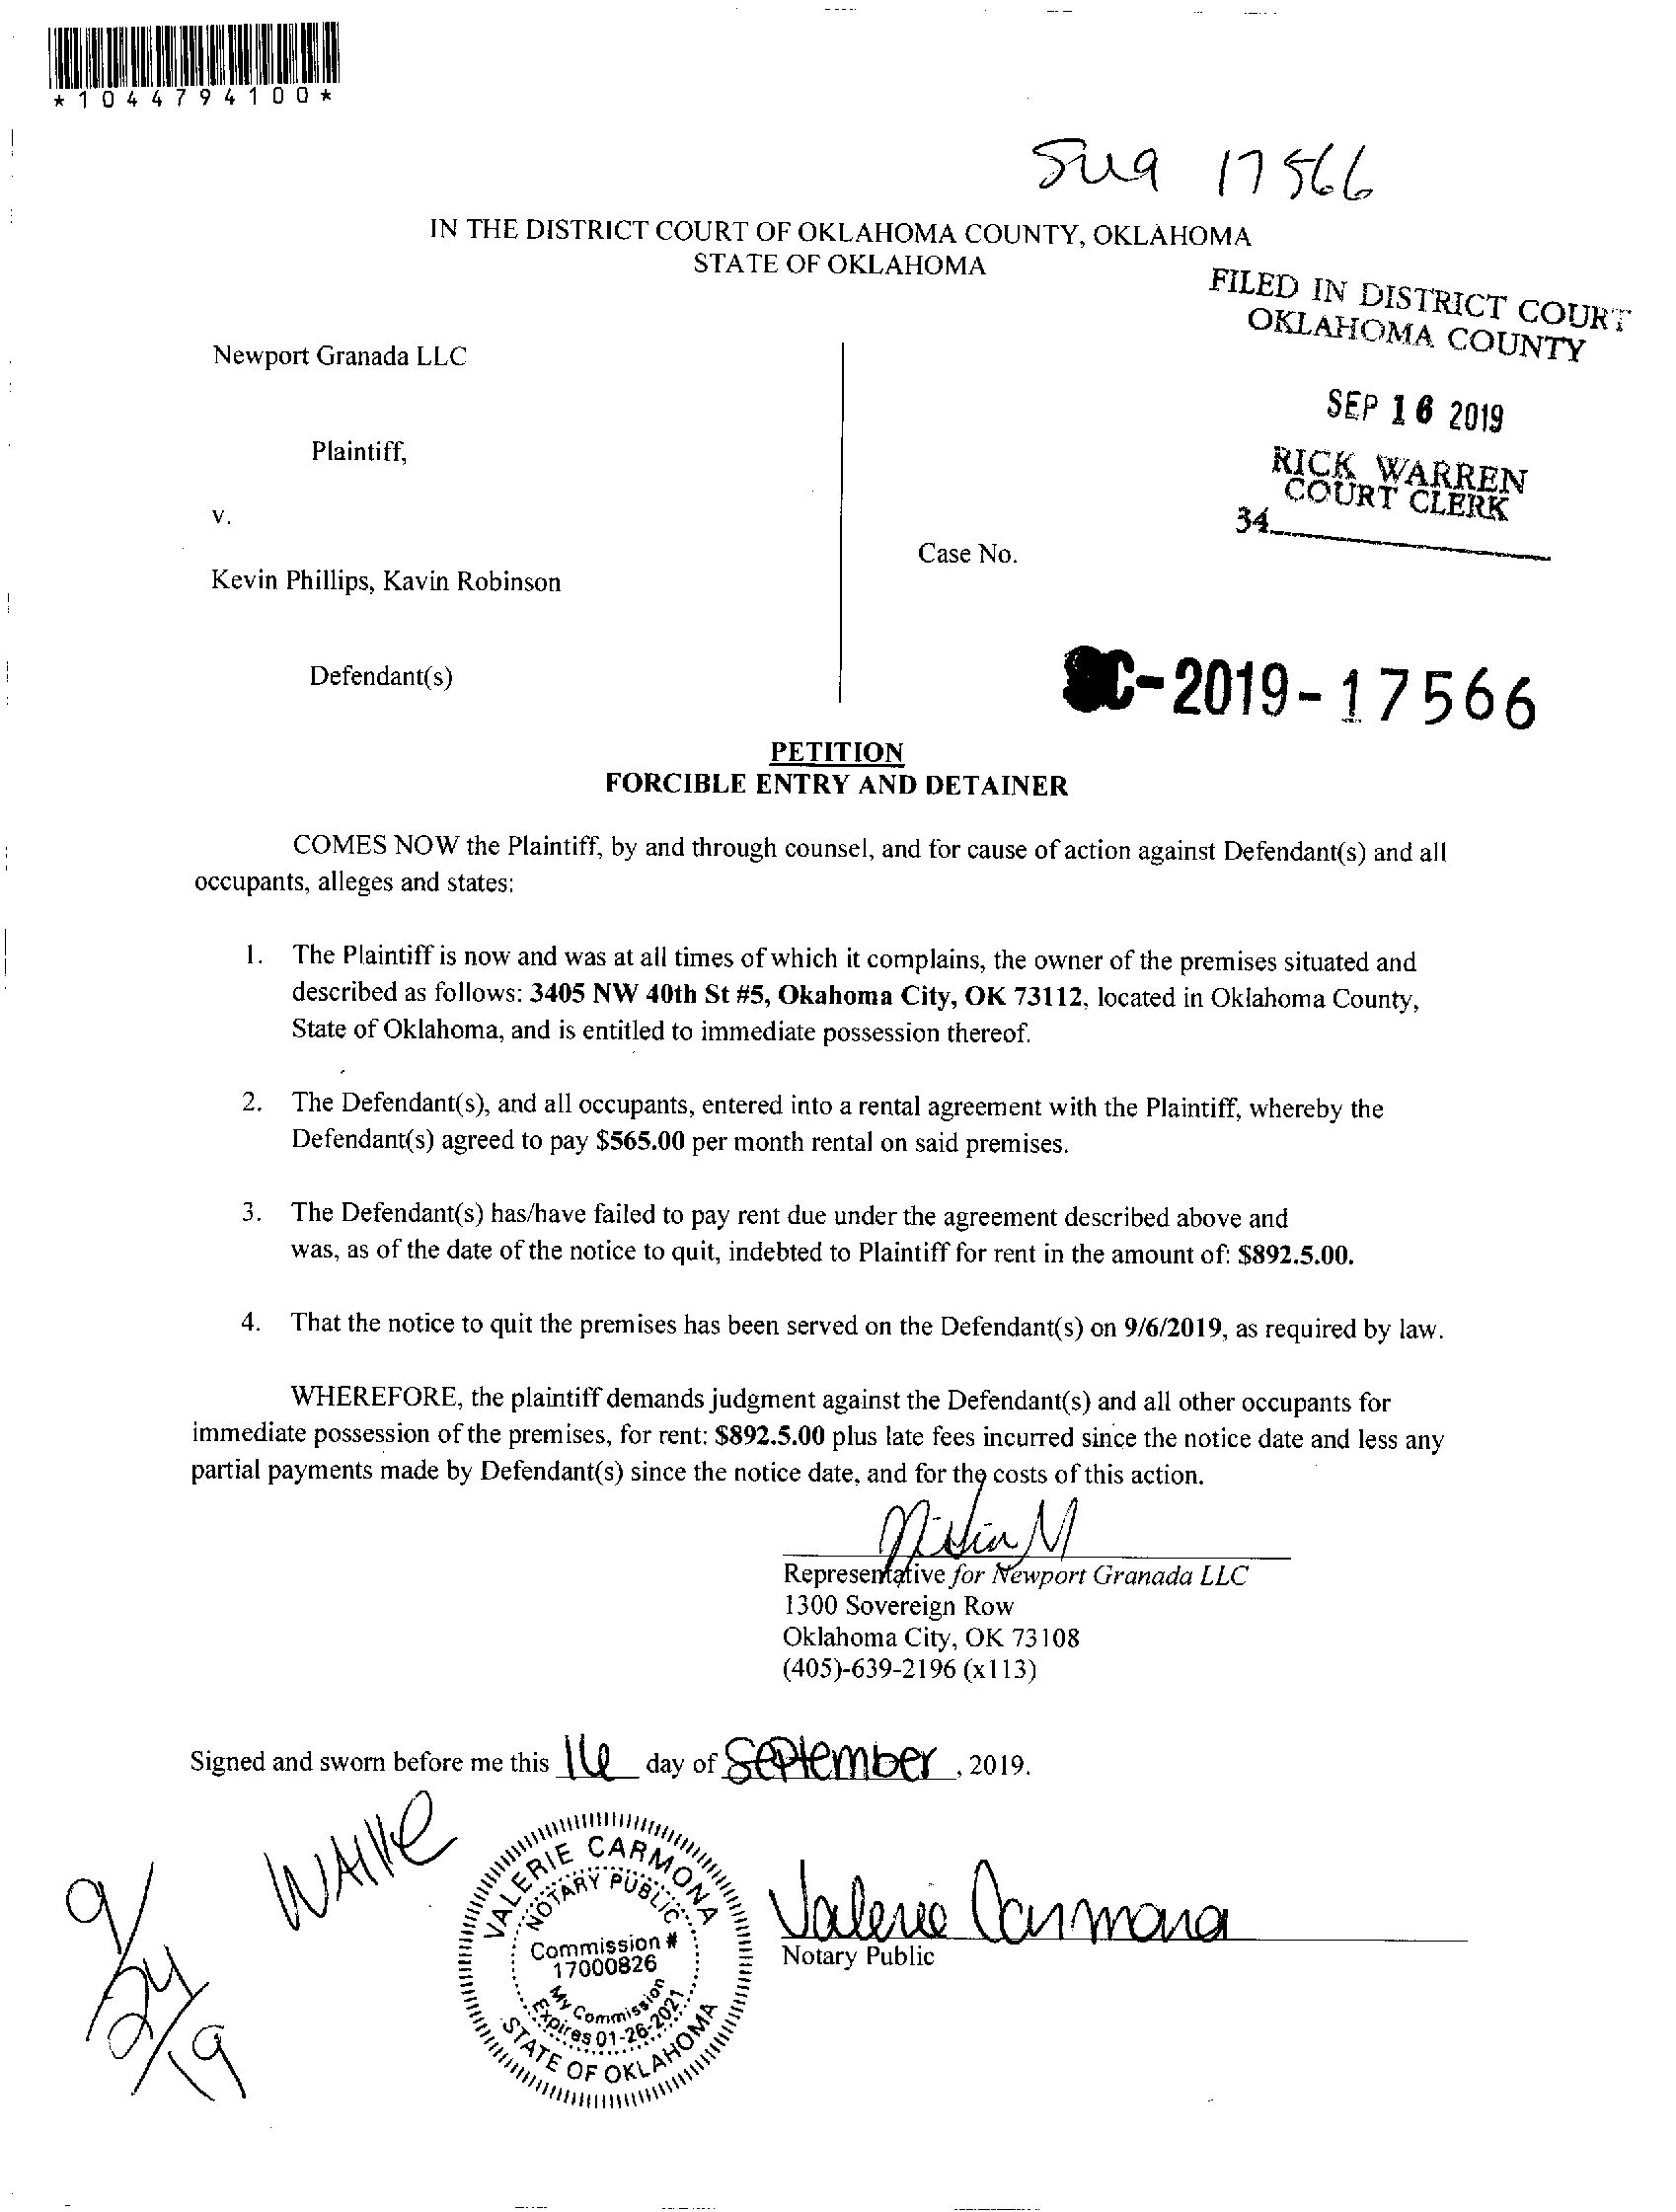 *1044794100*
17566
IN THE DISTRICT COURT OF OKLAHOMA COUNTY, OKLAHOMA
STATE OF OKLAHOMA
FILED IN DISTRICT COURT
OKLAHOMA COUNTY
SEP 16 2019
RICK WARREN
COURT CLERK
34
Newport Granada LLC
Plaintiff,
v.
Case No.
Kevin Phillips, Kavin Robinson
Defendant(s)
SC-2019-17566
PETITION
FORCIBLE ENTRY AND DETAINER
COMES NOW the Plaintiff, by and through counsel, and for cause of action against Defendant(s) and all
occupants, alleges and states:
1. The Plaintiff is now and was at all times of which it complains, the owner of the premises situated and
described as follows: 3405 NW 40th St #5, Okahoma City, OK 73112, located in Oklahoma County,
State of Oklahoma, and is entitled to immediate possession thereof.
2. The Defendant(s), and all occupants, entered into a rental agreement with the Plaintiff, whereby the
Defendant(s) agreed to pay $565.00 per month rental on said premises.
3. The Defendant(s) has/have failed to pay rent due under the agreement described above and
was, as of the date of the notice to quit, indebted to Plaintiff for rent in the amount of: $892.5.00.
4. That the notice to quit the premises has been served on the Defendant(s) on 9/6/2019, as required by law.
WHEREFORE, the plaintiff demands judgment against the Defendant(s) and all other occupants for
immediate possession of the premises, for rent: $892.5.00 plus late fees incurred since the notice date and less any
partial payments made by Defendant(s) since the notice date, and for the costs of this action.
Representative for Newport Granada LLC
1300 Sovereign Row
Oklahoma City, OK 73108
(405)-639-2196 (x113)
Signed and sworn before me this 16 day of September, 2019.
WAIVE
9/24/19
VALERIE CARMONA
NOTARY PUBLIC
Commission #
17000826
My Commission
Expires 01-26-2021
STATE OF OKLAHOMA
Valerie Carmona
Notary Public